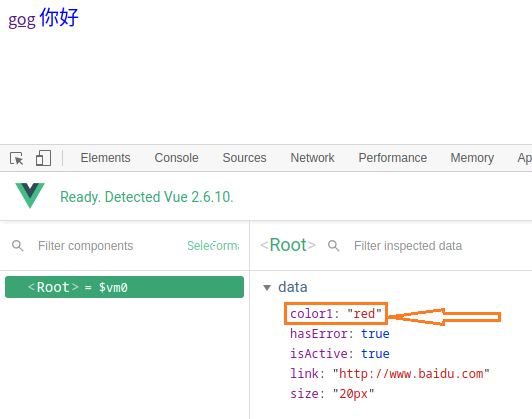 gog 你好
Elements Console Sources Network Performance Memory Ap
Ready. Detected Vue 2.6.10.
Filter components
<Root> Filter inspected data
<Root> = $vm0
data
color1: "red"
hasError: true
isActive: true
link: "http://www.baidu.com"
size: "20px"